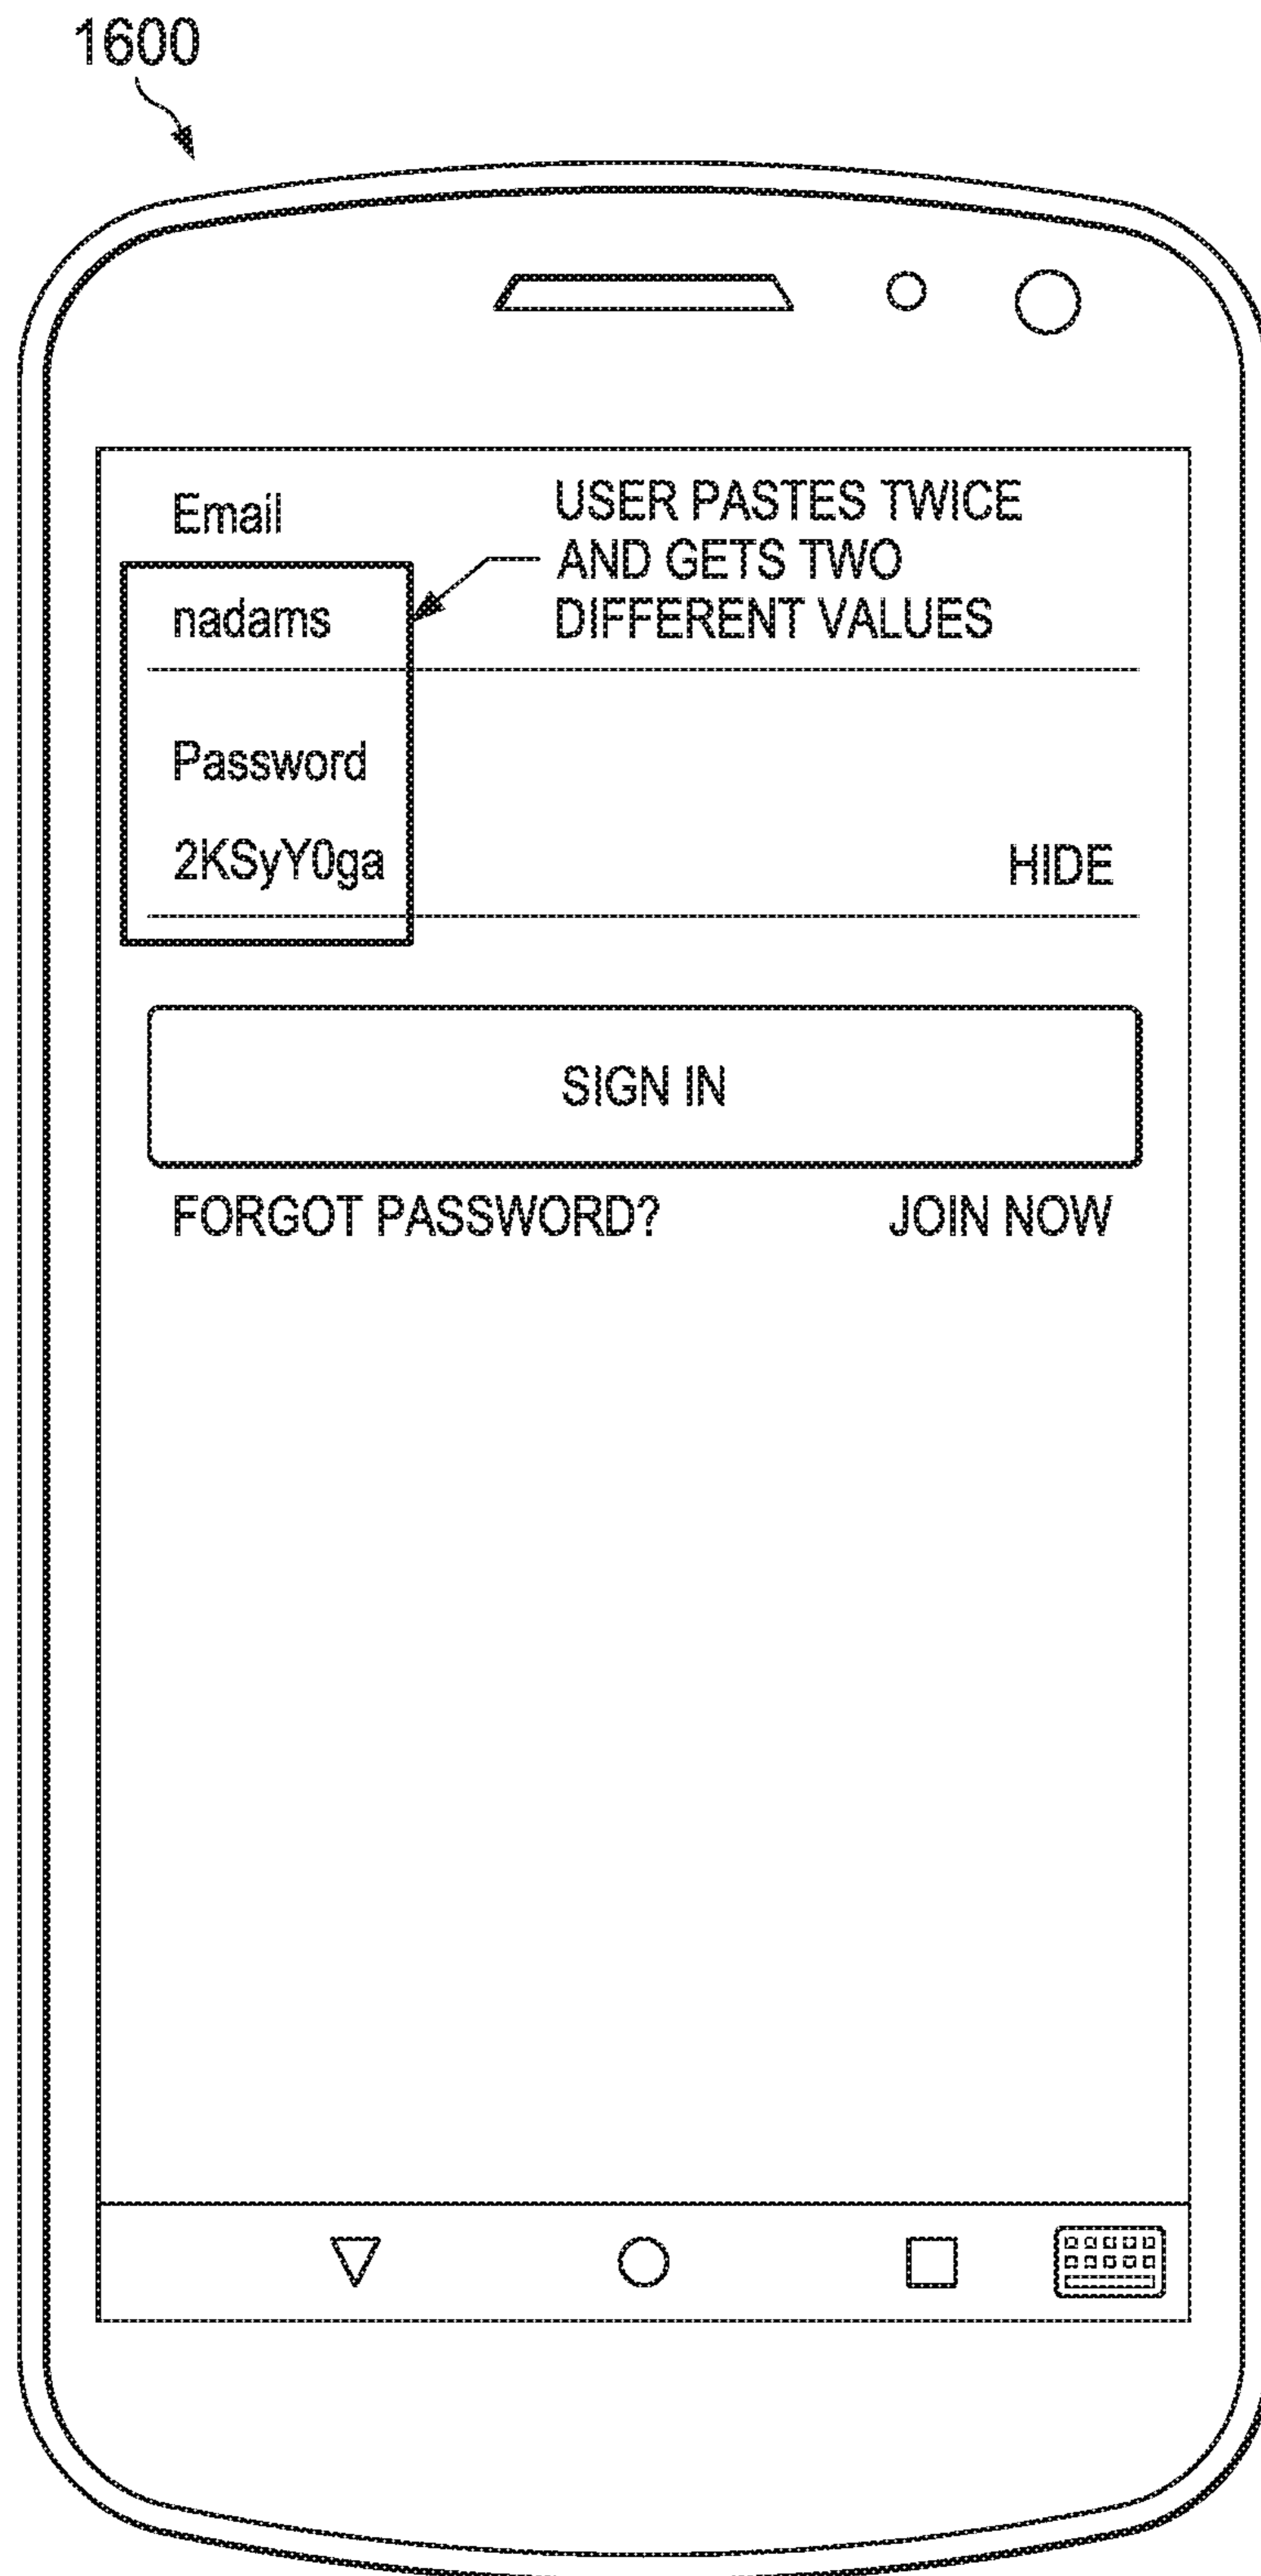 1600
Email
USER PASTES TWICE
AND GETS TWO
DIFFERENT VALUES
nadams
Password
2KSyY0ga
HIDE
SIGN IN
FORGOT PASSWORD?
JOIN NOW